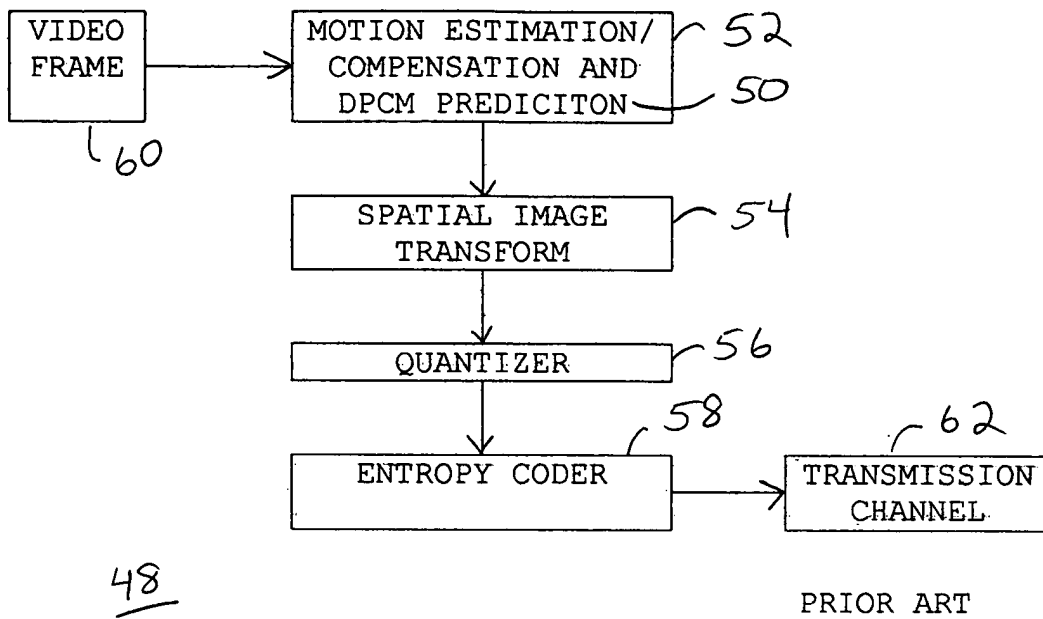 VIDEO
FRAME
60
MOTION ESTIMATION/
COMPENSATION AND
DPCM PREDICITON
52
50
SPATIAL IMAGE
TRANSFORM
54
QUANTIZER
56
ENTROPY CODER
58
TRANSMISSION
CHANNEL
62
48
PRIOR ART